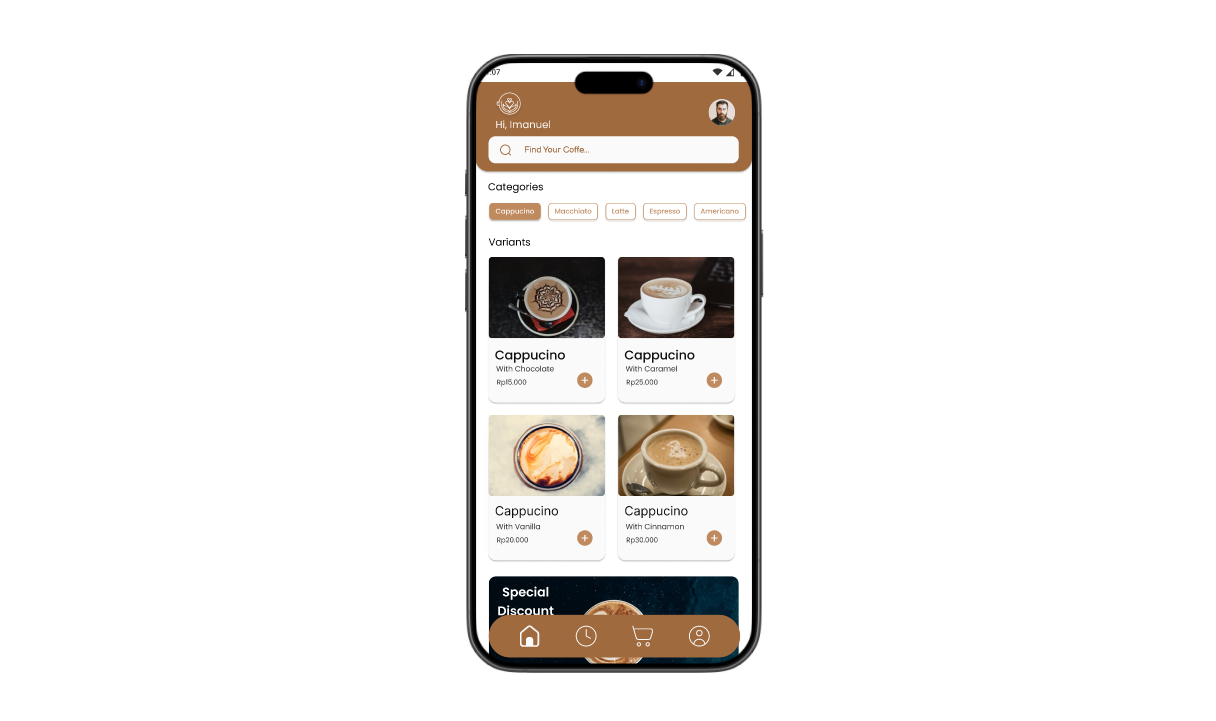 :07
Hi, Imanuel
Find Your Coffe...
Categories
Cappucino Macchiato Latte Espresso Americano
Variants
Cappucino
With Chocolate
Rp15.000
Cappucino
With Caramel
Rp25.000
Cappucino
With Vanilla
Rp20.000
Cappucino
With Cinnamon
Rp30.000
Special
Discount